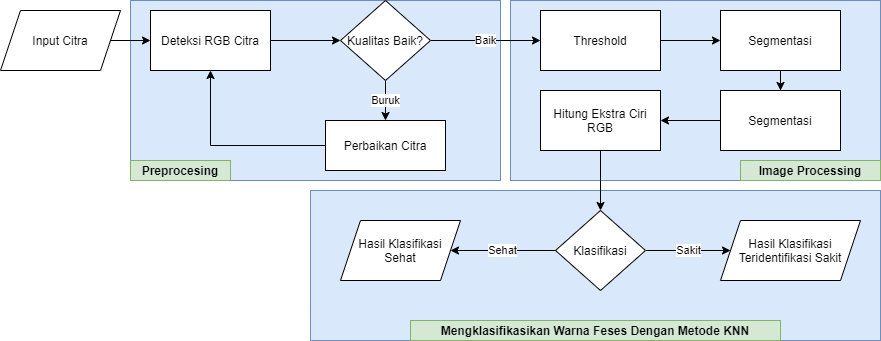 Input Citra
Deteksi RGB Citra
Kualitas Baik?
Baik
Buruk
Perbaikan Citra
Preprocesing
Threshold
Segmentasi
Segmentasi
Hitung Ekstra Ciri
RGB
Image Processing
Klasifikasi
Sehat
Hasil Klasifikasi
Sehat
Sakit
Hasil Klasifikasi
Teridentifikasi Sakit
Mengklasifikasikan Warna Feses Dengan Metode KNN